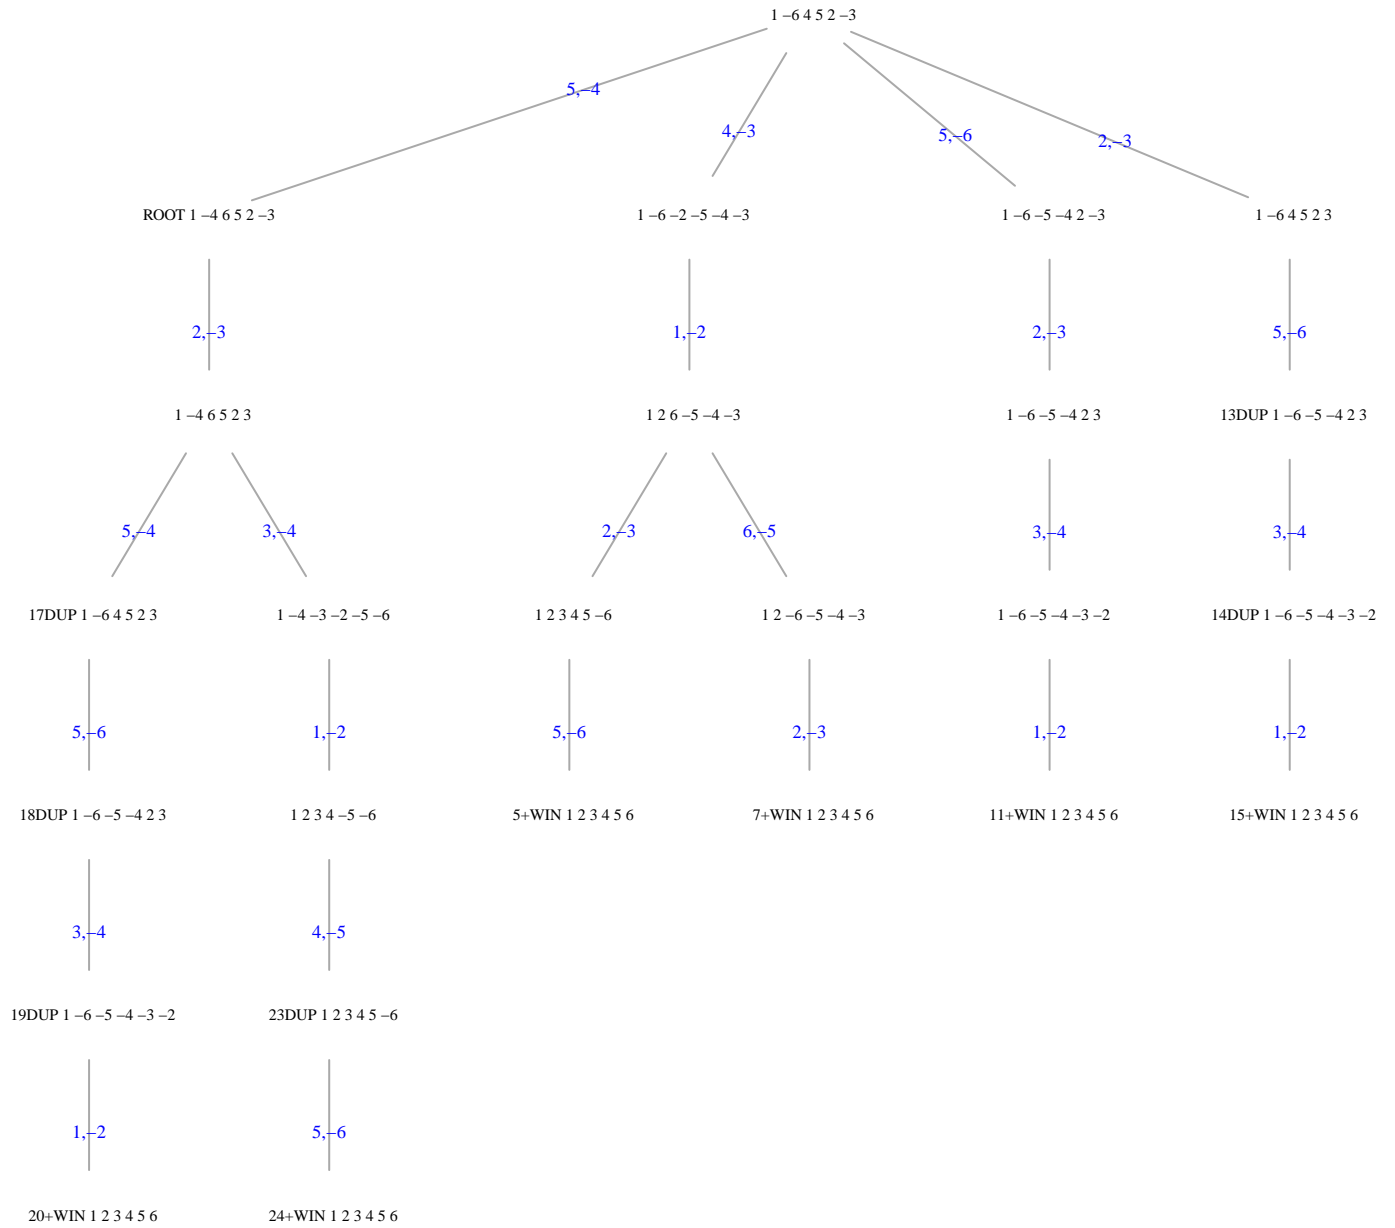 1 –6 4 5 2 –3
5,–4
4,–3
5,–6
2,–3
ROOT 1 –4 6 5 2 –3
1 –6 –2 –5 –4 –3
1 –6 –5 –4 2 –3
1 –6 4 5 2 3
2,–3
1,–2
2,–3
5,–6
1 –4 6 5 2 3
1 2 6 –5 –4 –3
1 –6 –5 –4 2 3
13DUP 1 –6 –5 –4 2 3
5,–4
3,–4
2,–3
6,–5
3,–4
3,–4
17DUP 1 –6 4 5 2 3
1 –4 –3 –2 –5 –6
1 2 3 4 5 –6
1 2 –6 –5 –4 –3
1 –6 –5 –4 –3 –2
14DUP 1 –6 –5 –4 –3 –2
5,–6
1,–2
5,–6
2,–3
1,–2
1,–2
18DUP 1 –6 –5 –4 2 3
1 2 3 4 –5 –6
5+WIN 1 2 3 4 5 6
7+WIN 1 2 3 4 5 6
11+WIN 1 2 3 4 5 6
15+WIN 1 2 3 4 5 6
3,–4
4,–5
19DUP 1 –6 –5 –4 –3 –2
23DUP 1 2 3 4 5 –6
1,–2
5,–6
20+WIN 1 2 3 4 5 6
24+WIN 1 2 3 4 5 6